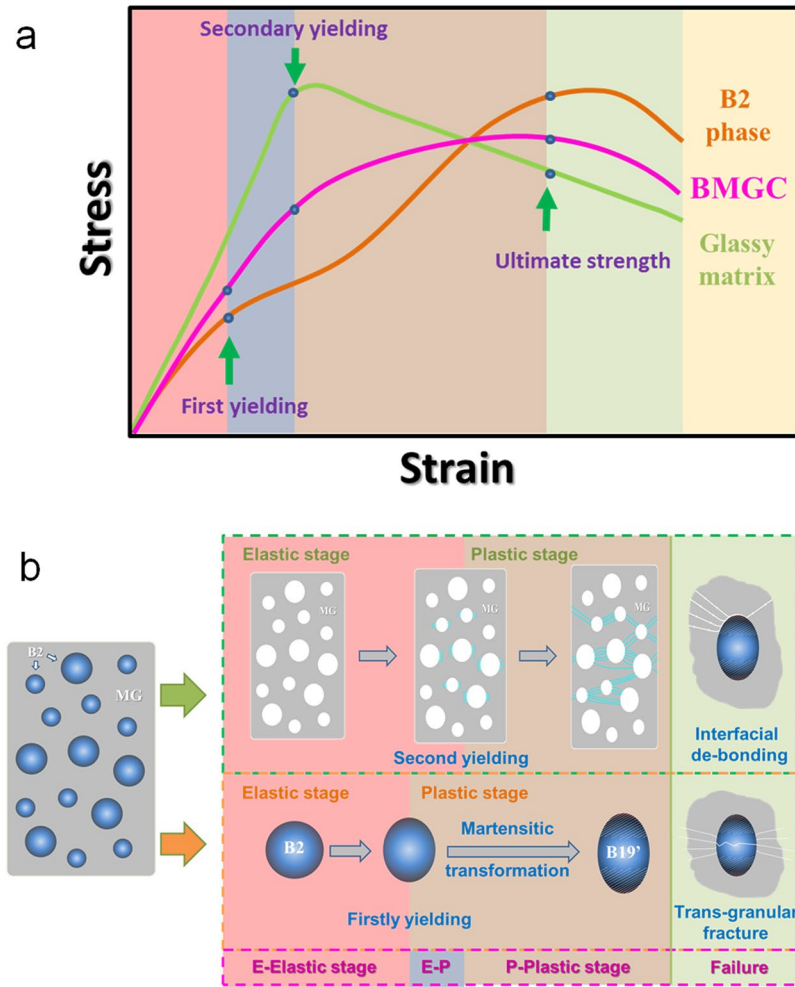 a
Secondary yielding
B2
phase
BMGC
Glassy
matrix
Ultimate strength
First yielding
Stress
Strain
b
B2
MG
Elastic stage
Plastic stage
MG
MG
MG
Second yielding
Interfacial
de-bonding
Elastic stage
Plastic stage
B2
Martensitic
transformation
B19’
Firstly yielding
Trans-granular
fracture
E-Elastic stage
E-P
P-Plastic stage
Failure